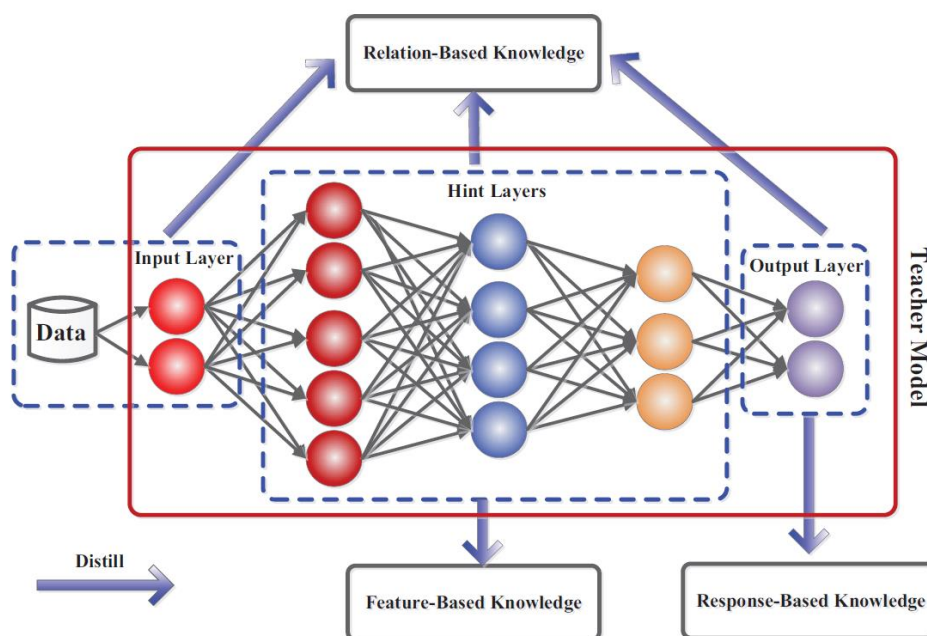 Relation-Based Knowledge
Hint Layers
Input Layer
Output Layer
Data
Teacher Model
Distill
Feature-Based Knowledge
Response-Based Knowledge